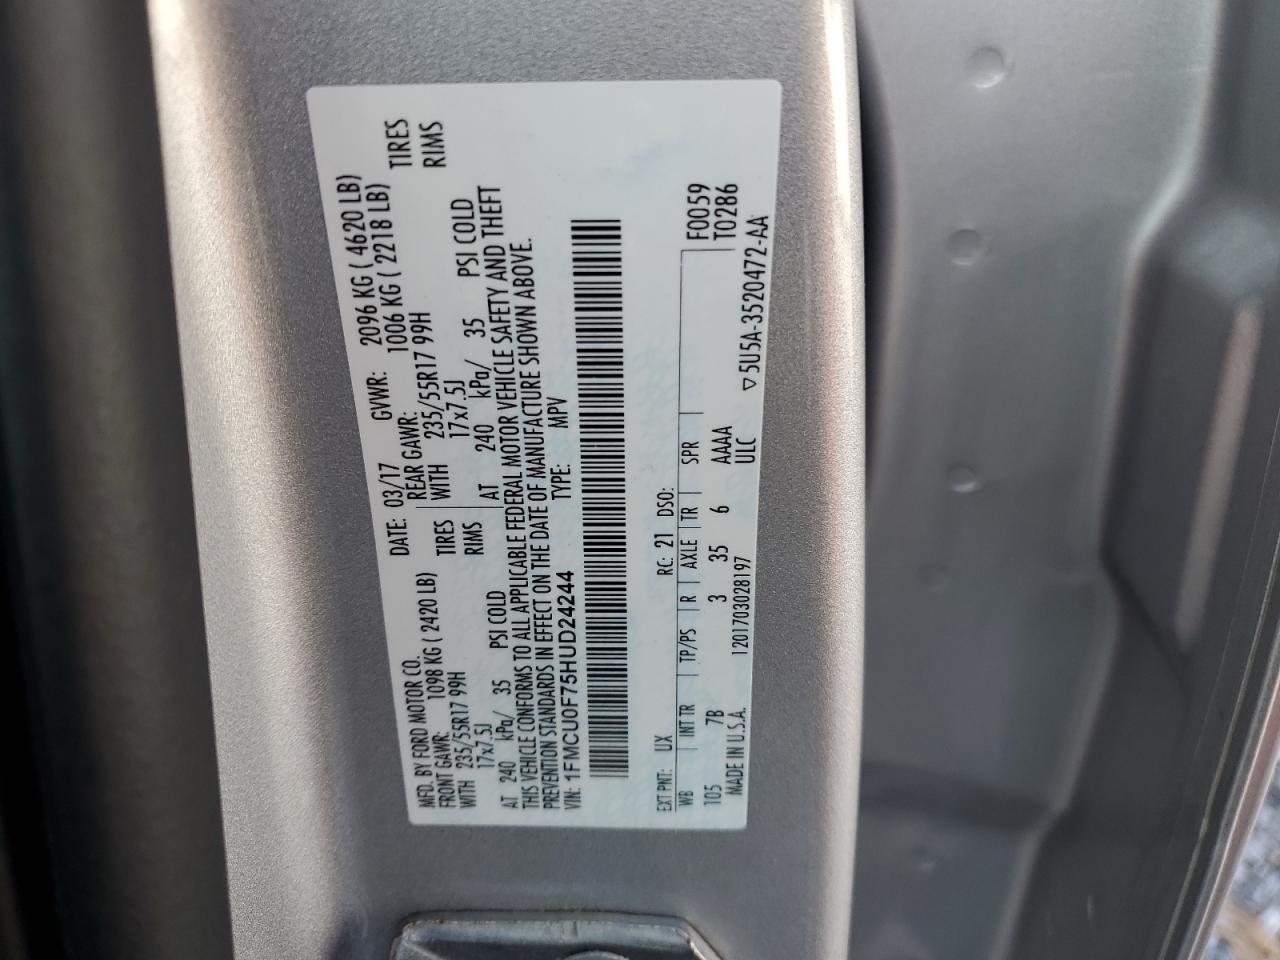 MFD. BY FORD MOTOR CO. DATE: 03/17 GVWR: 2096 KG ( 4620 LB)
FRONT GAWR: 1098 KG ( 2420 LB) REAR GAWR: 1006 KG ( 2218 LB)
WITH 235/55R17 99H TIRES WITH 235/55R17 99H TIRES
17x7.5J RIMS 17x7.5J RIMS
AT 240 kPa/ 35 PSI COLD AT 240 kPa/ 35 PSI COLD
THIS VEHICLE CONFORMS TO ALL APPLICABLE FEDERAL MOTOR VEHICLE SAFETY AND THEFT
PREVENTION STANDARDS IN EFFECT ON THE DATE OF MANUFACTURE SHOWN ABOVE.
VIN: 1FMCU0F75HUD24244 TYPE: MPV
EXT PNT: UX RC: 21 DSO: F0059
WB INT TR TP/PS R AXLE TR SPR T0286
105 7B 3 35 6 AAAA
ULC
MADE IN U.S.A. 1201703028197 ▽5U5A-3520472-AA